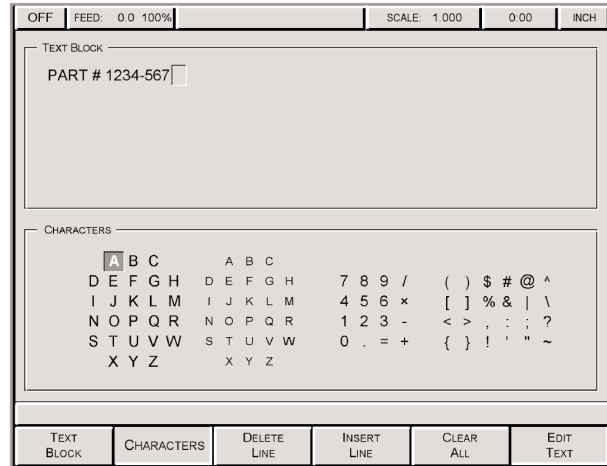 OFF FEED: 0.0 100% SCALE: 1.000 0:00 INCH
TEXT BLOCK
PART # 1234-567
CHARACTERS
A B C A B C
D E F G H D E F G H 7 8 9 / ( ) $ # @ ^
I J K L M I J K L M 4 5 6 × [ ] % & | \
N O P Q R N O P Q R 1 2 3 - < > , : ; ?
S T U V W S T U V W 0 . = + { } ! ' " ~
X Y Z X Y Z
TEXT BLOCK CHARACTERS DELETE LINE INSERT LINE CLEAR ALL EDIT TEXT